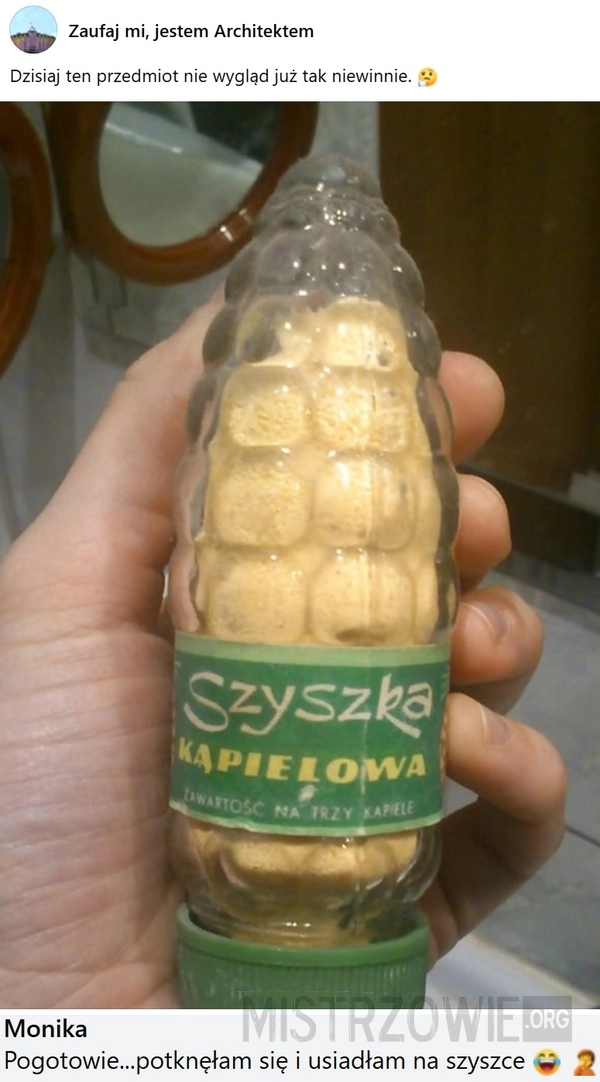 Zaufaj mi, jestem Architektem
Dzisiaj ten przedmiot nie wygląd już tak niewinnie. 🤔
Szyszka
KĄPIELOWA
ZAWARTOŚĆ NA TRZY KĄPIELE
MISTRZOWIE.ORG
Monika
Pogotowie...potknęłam się i usiadłam na szyszce 😂 🤦